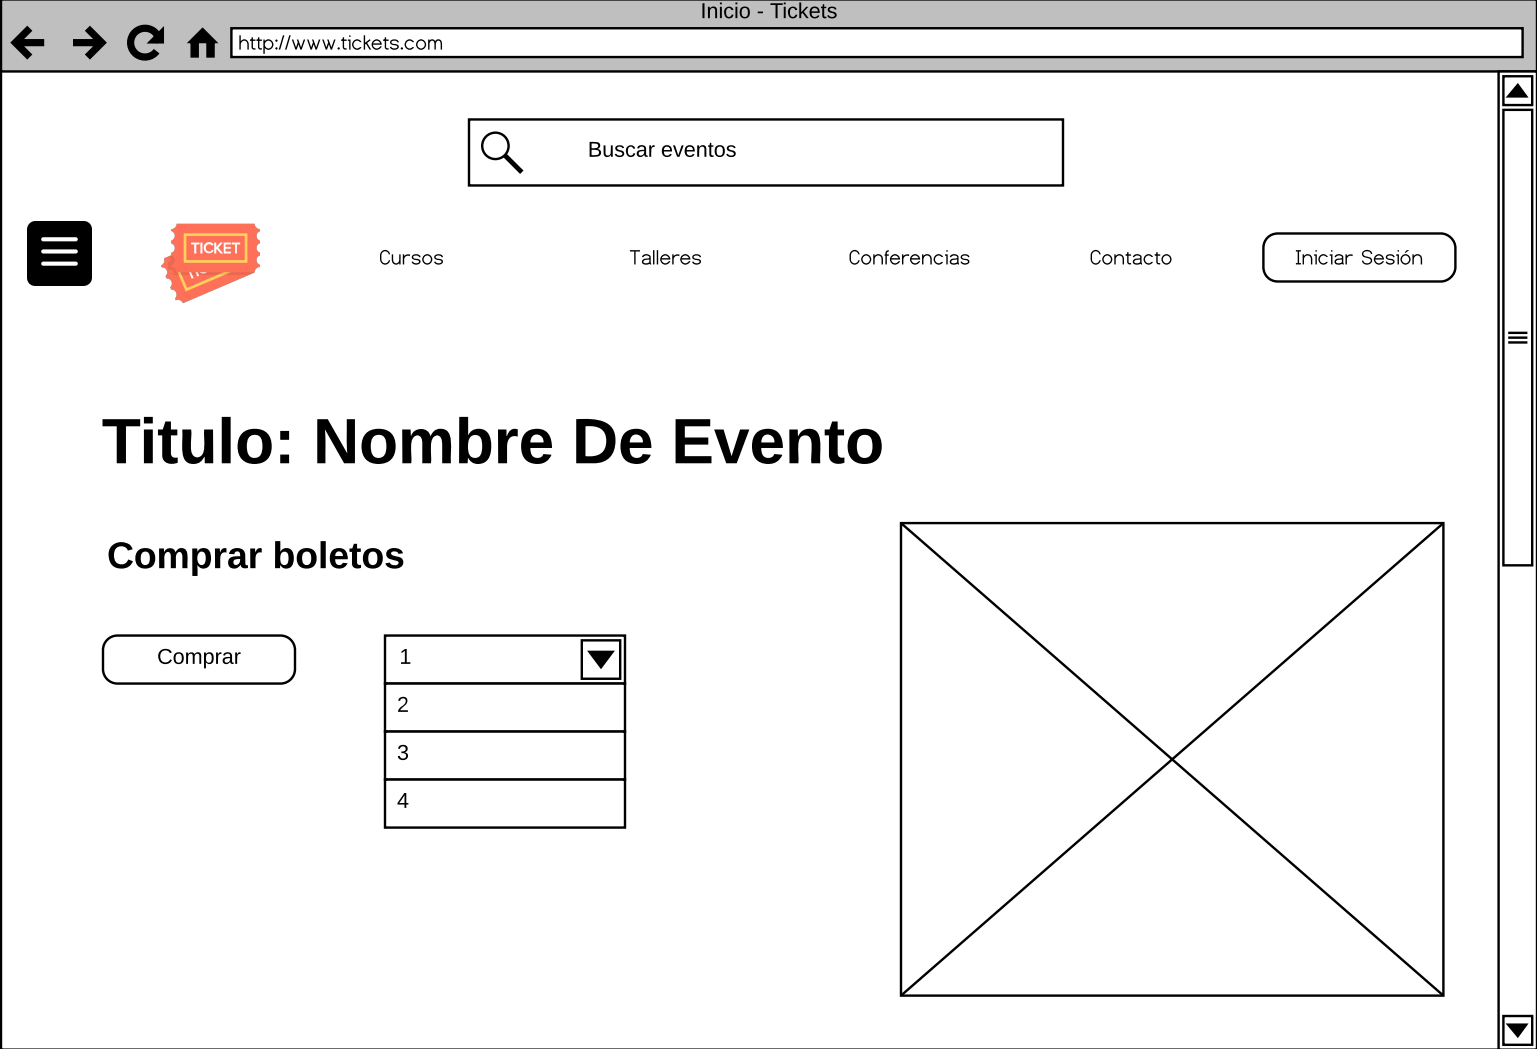 Inicio - Tickets
http://www.tickets.com
Buscar eventos
TICKET
Cursos
Talleres
Conferencias
Contacto
Iniciar Sesión
Titulo: Nombre De Evento
Comprar boletos
Comprar
1
2
3
4